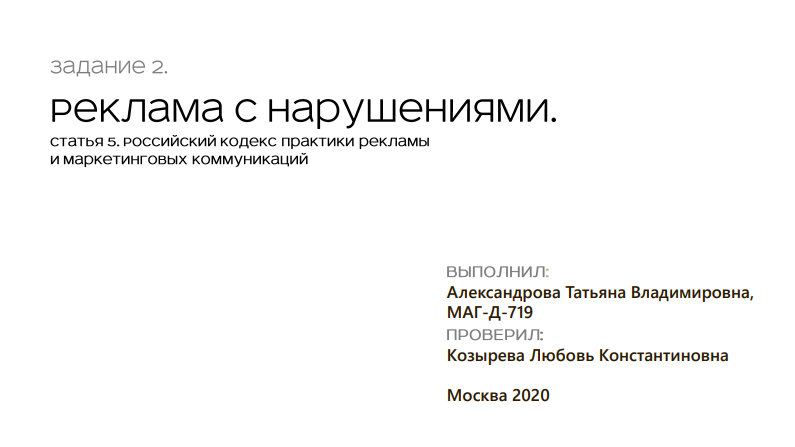 задание 2.
Реклама с нарушениями.
статья 5. Российский кодекс практики рекламы
и маркетинговых коммуникаций
ВЫПОЛНИЛ:
Александрова Татьяна Владимировна,
МАГ-Д-719
ПРОВЕРИЛ:
Козырева Любовь Константиновна
Москва 2020